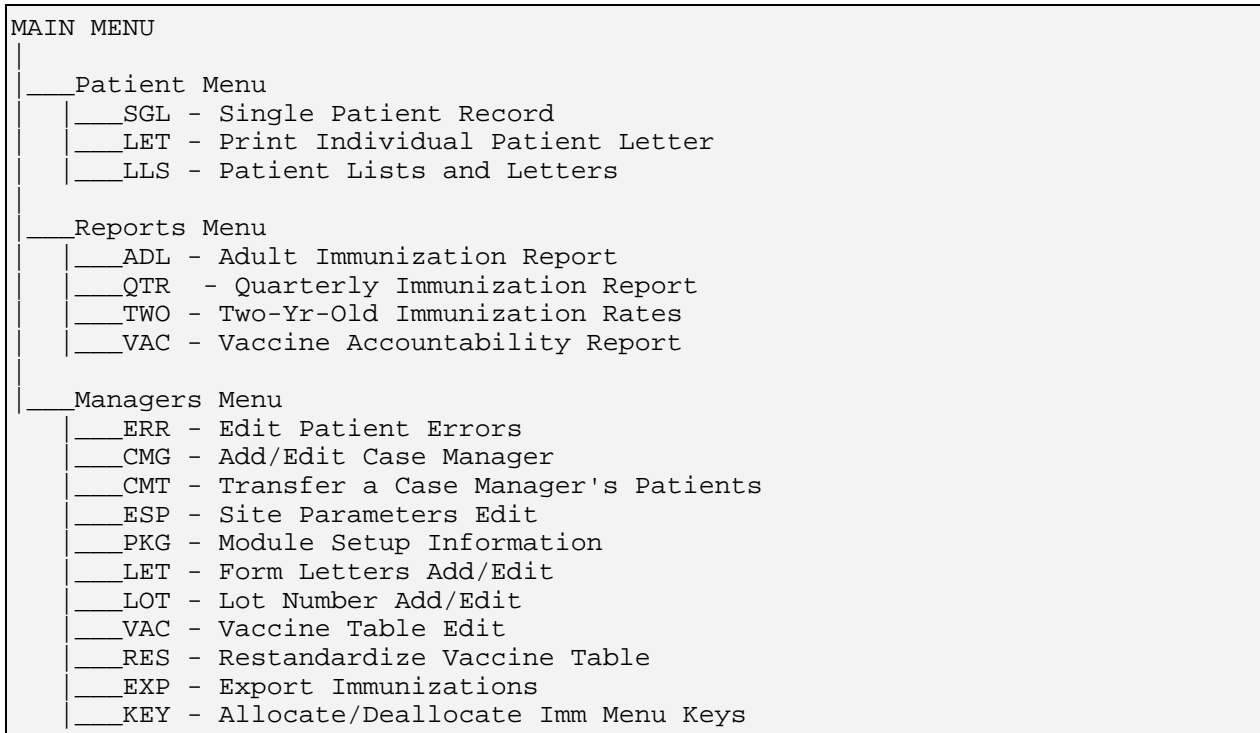 MAIN MENU
|
|___Patient Menu
|  |___SGL - Single Patient Record
|  |___LET - Print Individual Patient Letter
|  |___LLS - Patient Lists and Letters
|
|___Reports Menu
|  |___ADL - Adult Immunization Report
|  |___QTR  - Quarterly Immunization Report
|  |___TWO - Two-Yr-Old Immunization Rates
|  |___VAC - Vaccine Accountability Report
|
|___Managers Menu
   |___ERR - Edit Patient Errors
   |___CMG - Add/Edit Case Manager
   |___CMT - Transfer a Case Manager's Patients
   |___ESP - Site Parameters Edit
   |___PKG - Module Setup Information
   |___LET - Form Letters Add/Edit
   |___LOT - Lot Number Add/Edit
   |___VAC - Vaccine Table Edit
   |___RES - Restandardize Vaccine Table
   |___EXP - Export Immunizations
   |___KEY - Allocate/Deallocate Imm Menu Keys